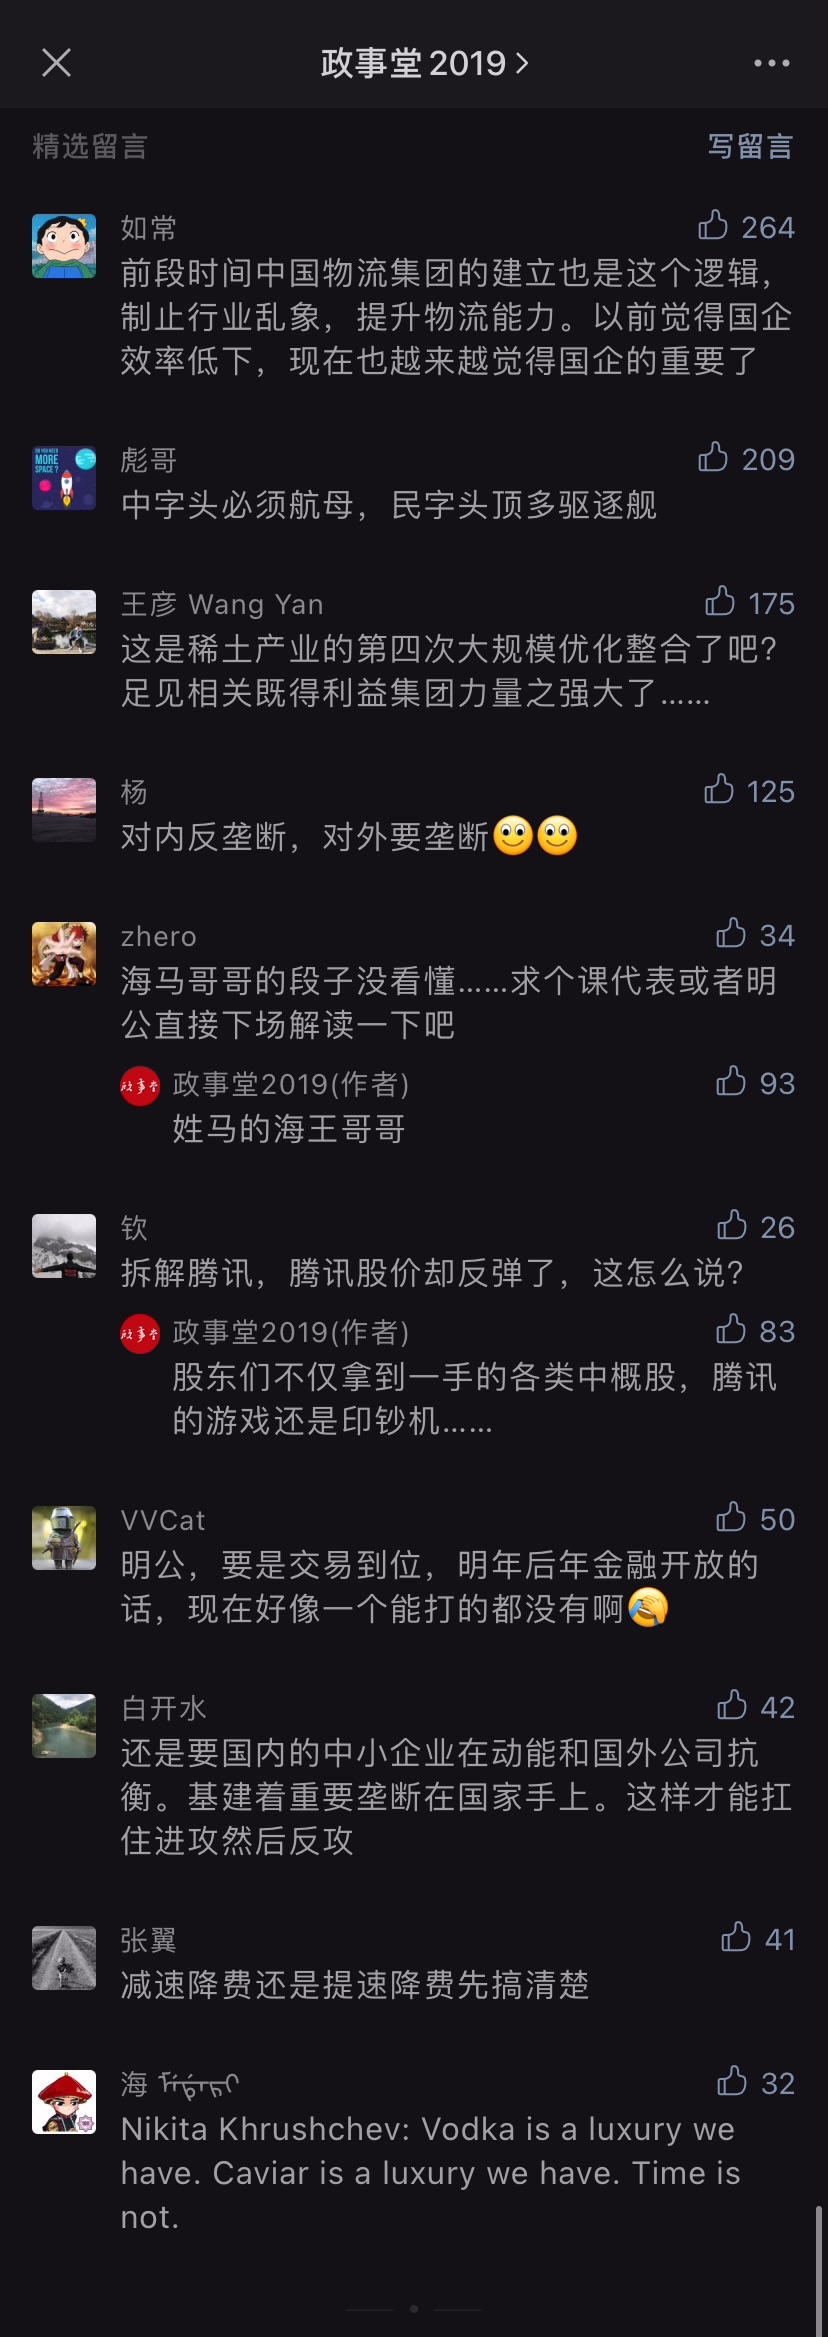 政事堂2019
精选留言
写留言
如常
264
前段时间中国物流集团的建立也是这个逻辑，
制止行业乱象，提升物流能力。以前觉得国企
效率低下，现在也越来越觉得国企的重要了
DO YOU NEED
MORE
SPACE ?
彪哥
209
中字头必须航母，民字头顶多驱逐舰
王彦 Wang Yan
175
这是稀土产业的第四次大规模优化整合了吧?
足见相关既得利益集团力量之强大了……
杨
125
对内反垄断，对外要垄断🙂🙂
zhero
34
海马哥哥的段子没看懂……求个课代表或者明
公直接下场解读一下吧
政事堂
政事堂2019(作者)
93
姓马的海王哥哥
钦
26
拆解腾讯，腾讯股价却反弹了，这怎么说?
政事堂
政事堂2019(作者)
83
股东们不仅拿到一手的各类中概股，腾讯
的游戏还是印钞机……
VVCat
50
明公，要是交易到位，明年后年金融开放的
话，现在好像一个能打的都没有啊
白开水
42
还是要国内的中小企业在动能和国外公司抗
衡。基建着重要垄断在国家手上。这样才能扛
住进攻然后反攻
张翼
41
减速降费还是提速降费先搞清楚
海
32
Nikita Khrushchev: Vodka is a luxury we
have. Caviar is a luxury we have. Time is
not.